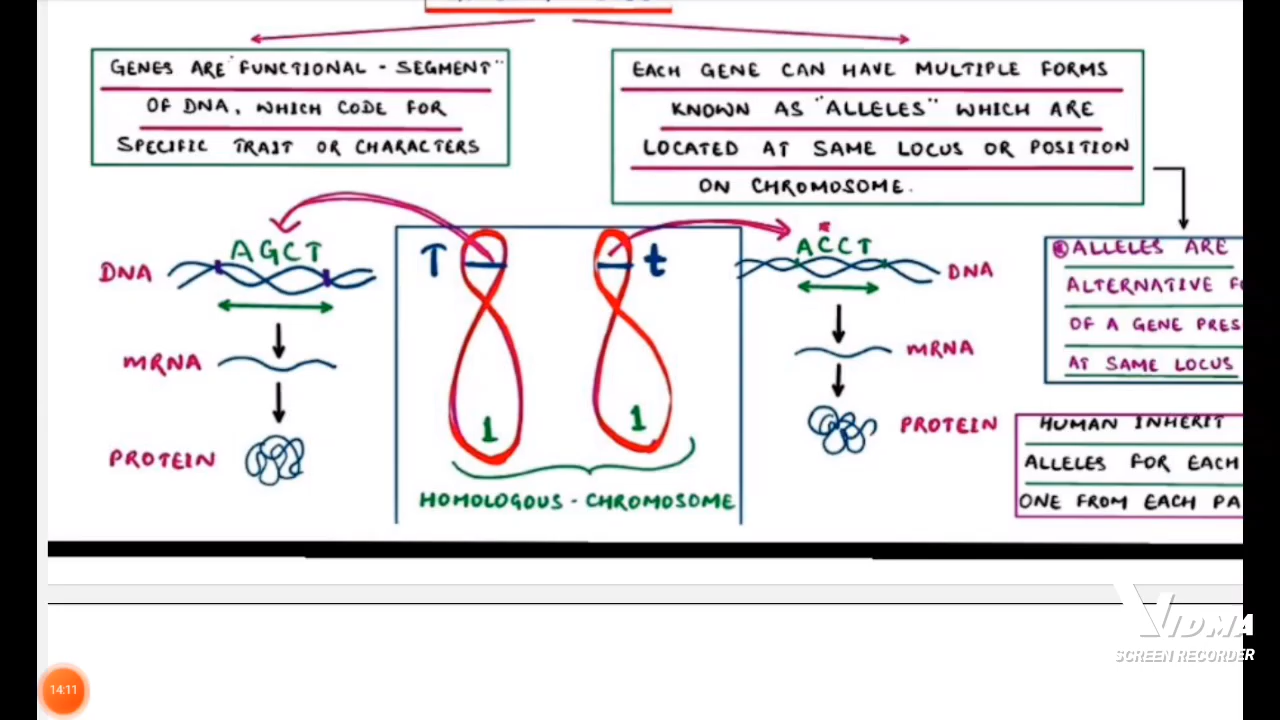 GENES ARE "FUNCTIONAL - SEGMENT"
OF DNA, WHICH CODE FOR
SPECIFIC TRAIT OR CHARACTERS
EACH GENE CAN HAVE MULTIPLE FORMS
KNOWN AS "ALLELES" WHICH ARE
LOCATED AT SAME LOCUS OR POSITION
ON CHROMOSOME.
AGCT
DNA
MRNA
PROTEIN
T
t
1
1
HOMOLOGOUS - CHROMOSOME
ACCT
DNA
MRNA
PROTEIN
ALLELES ARE
ALTERNATIVE
OF A GENE PRES
AT SAME LOCUS
HUMAN INHERIT
ALLELES FOR EACH
ONE FROM EACH PA
14:11
VIDMA
SCREEN RECORDER